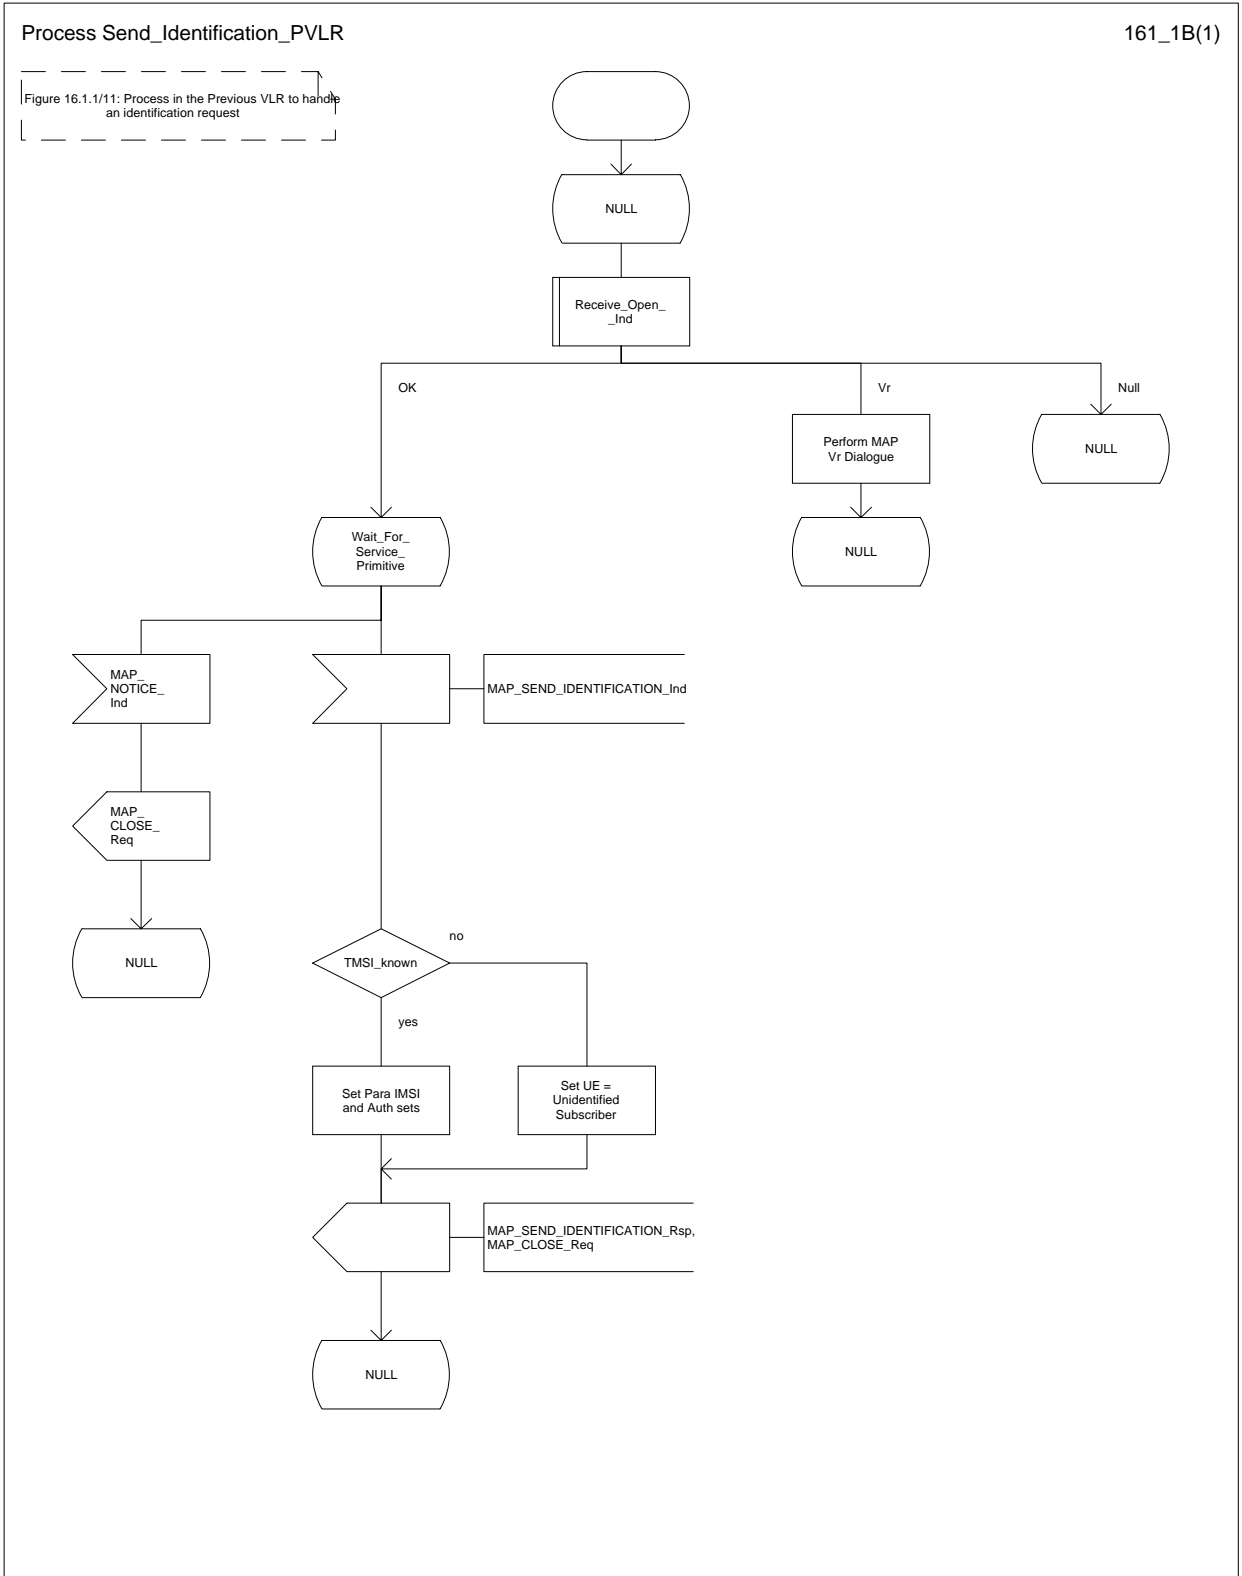 Process Send_Identification_PVLR
161_1B(1)
Figure 16.1.1/11: Process in the Previous VLR to handle
an identification request
NULL
Receive_Open_
_Ind
OK
Vr
Null
Perform MAP
Vr Dialogue
NULL
NULL
Wait_For_
Service_
Primitive
MAP_
NOTICE_
Ind
MAP_SEND_IDENTIFICATION_Ind
MAP_
CLOSE_
Req
NULL
TMSI_known
no
yes
Set Para IMSI
and Auth sets
Set UE =
Unidentified
Subscriber
MAP_SEND_IDENTIFICATION_Rsp,
MAP_CLOSE_Req
NULL